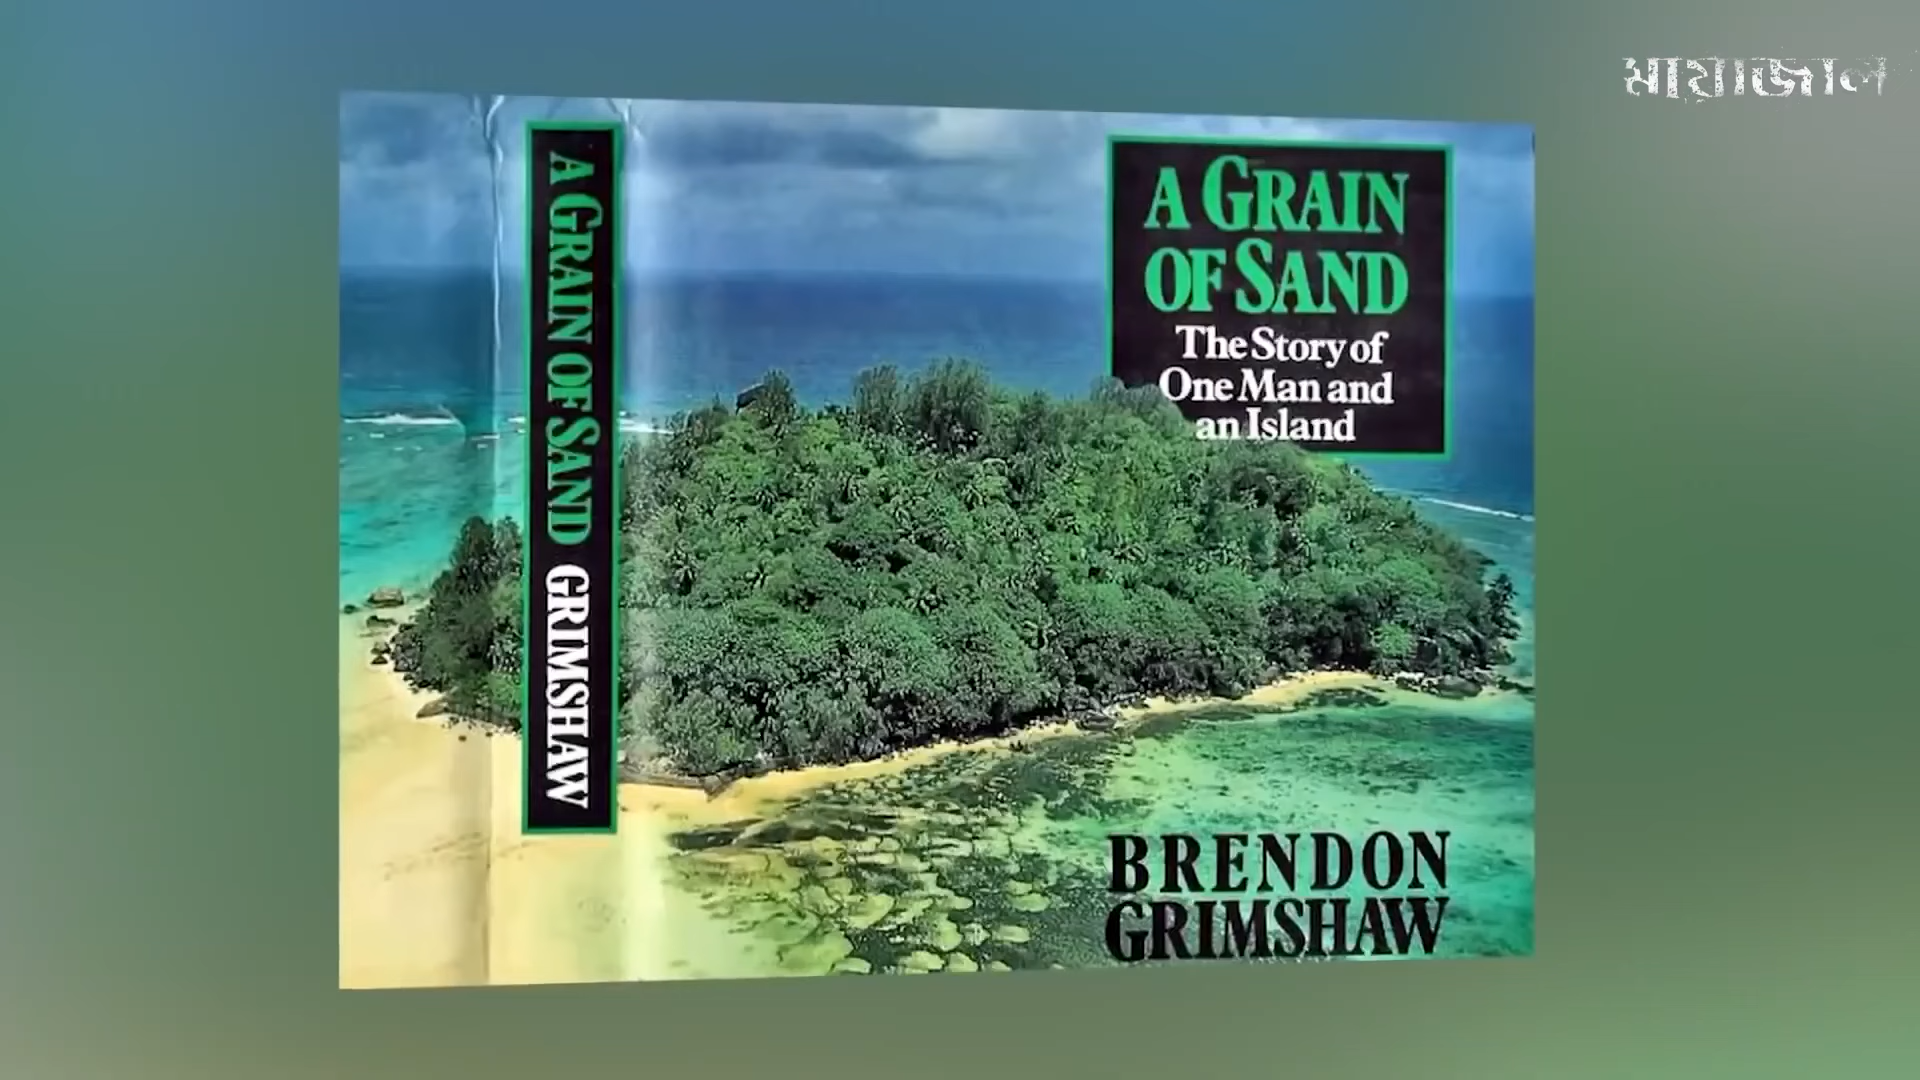 মায়াজাল
A GRAIN OF SAND GRIMSHAW
A GRAIN
OF SAND
The Story of
One Man and
an Island
BRENDON
GRIMSHAW